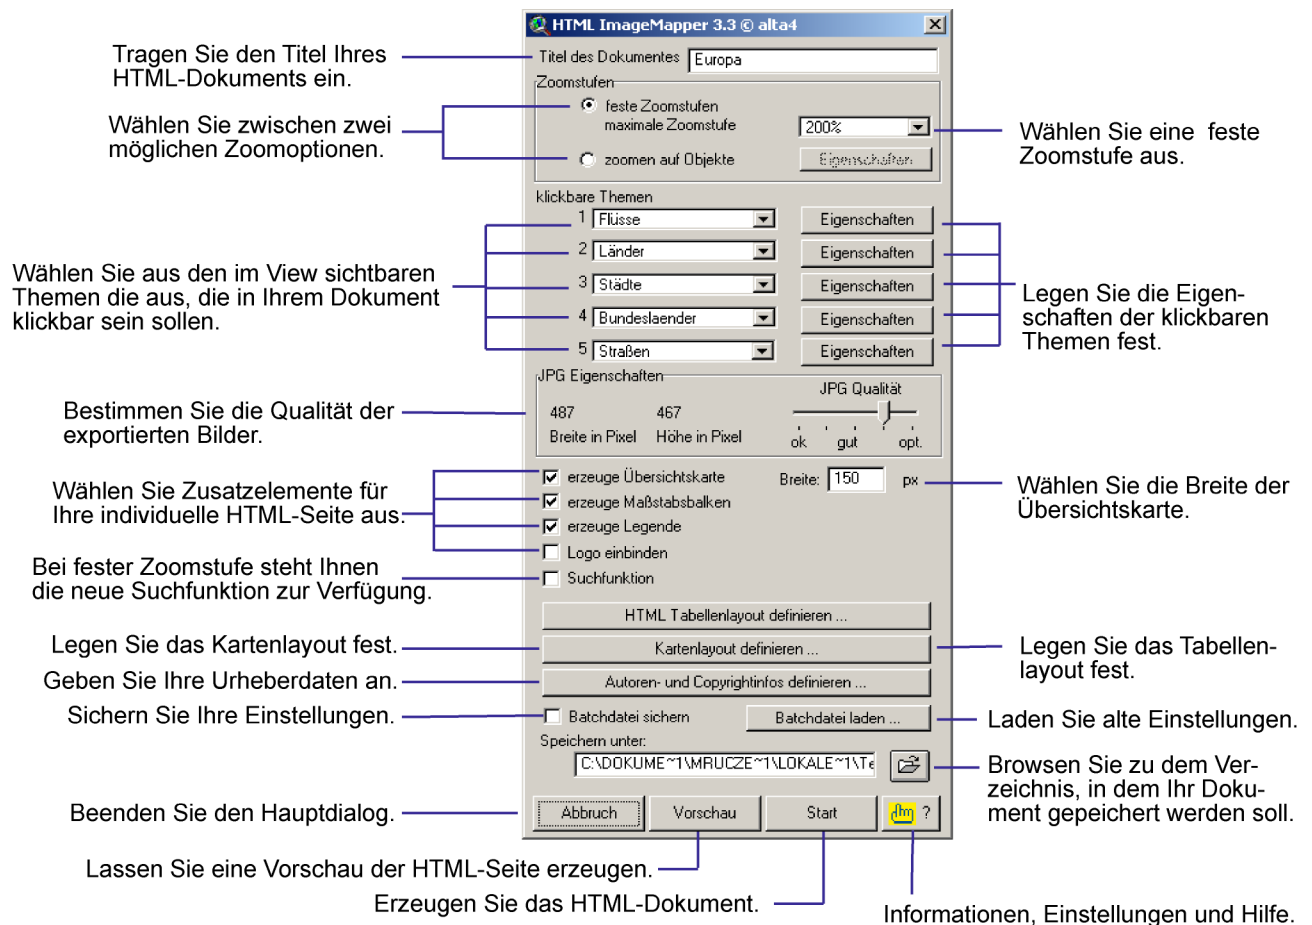 HTML ImageMapper 3.3 © alta4
Tragen Sie den Titel Ihres
HTML-Dokuments ein.
Titel des Dokumentes
Europa
Zoomstufen
Wählen Sie zwischen zwei
möglichen Zoomoptionen.
feste Zoomstufen
maximale Zoomstufe
200%
Wählen Sie eine feste
Zoomstufe aus.
zoomen auf Objekte
Eigenschaften
klickbare Themen
1 Flüsse Eigenschaften
2 Länder Eigenschaften
3 Städte Eigenschaften
4 Bundeslaender Eigenschaften
5 Straßen Eigenschaften
Wählen Sie aus den im View sichtbaren
Themen die aus, die in Ihrem Dokument
klickbar sein sollen.
Legen Sie die Eigen-
schaften der klickbaren
Themen fest.
JPG Eigenschaften
JPG Qualität
Bestimmen Sie die Qualität der
exportierten Bilder.
487 467
Breite in Pixel Höhe in Pixel
ok gut opt.
Wählen Sie Zusatzelemente für
Ihre individuelle HTML-Seite aus.
erzeuge Übersichtskarte
Breite: 150 px
erzeuge Maßstabsbalken
erzeuge Legende
Logo einbinden
Wählen Sie die Breite der
Übersichtskarte.
Bei fester Zoomstufe steht Ihnen
die neue Suchfunktion zur Verfügung.
Suchfunktion
HTML Tabellenlayout definieren ...
Legen Sie das Kartenlayout fest.
Kartenlayout definieren ...
Legen Sie das Tabellen-
layout fest.
Geben Sie Ihre Urheberdaten an.
Autoren- und Copyrightinfos definieren ...
Sichern Sie Ihre Einstellungen.
Batchdatei sichern
Batchdatei laden ...
Laden Sie alte Einstellungen.
Speichern unter:
C:\DOKUME~1\MRUCZE~1\LOKALE~1\Te
Browsen Sie zu dem Ver-
zeichnis, in dem Ihr Doku-
ment gepeichert werden soll.
Beenden Sie den Hauptdialog.
Abbruch Vorschau Start ?
Lassen Sie eine Vorschau der HTML-Seite erzeugen.
Erzeugen Sie das HTML-Dokument.
Informationen, Einstellungen und Hilfe.